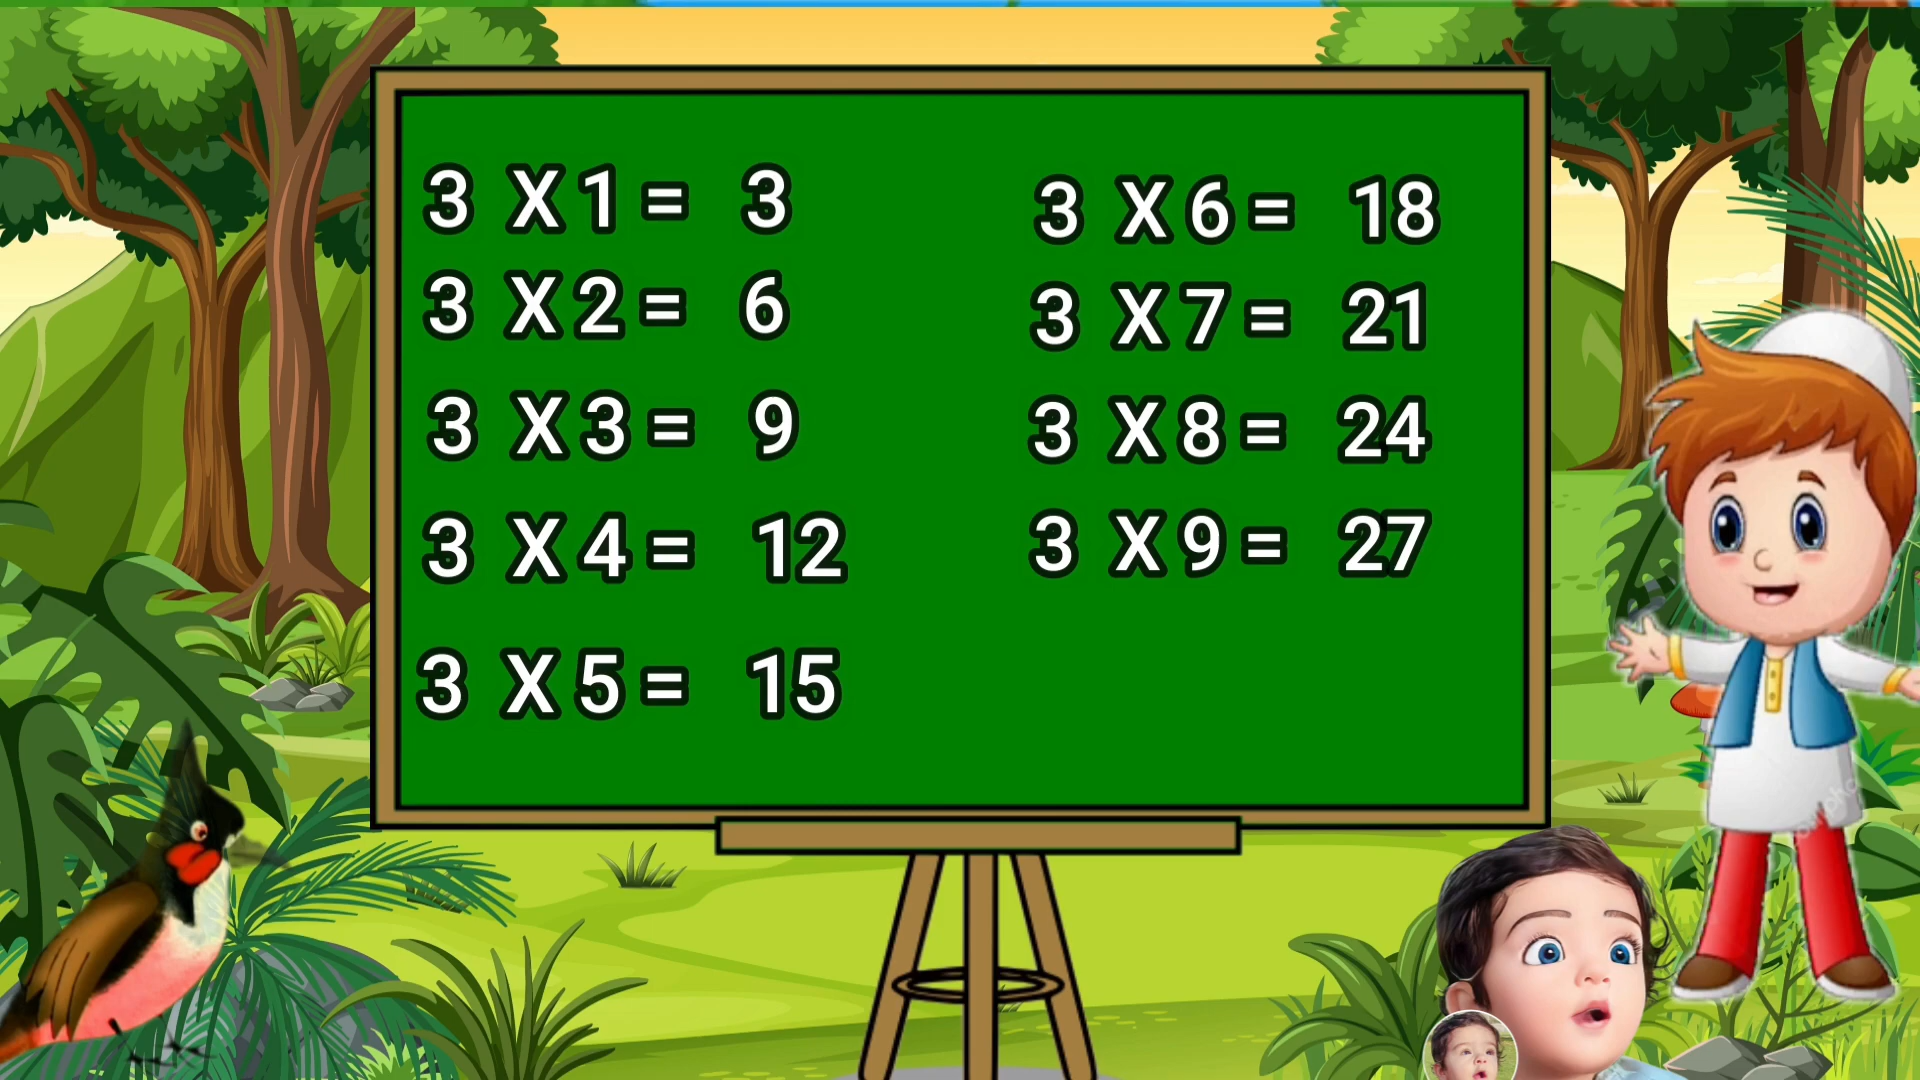 3 X 1 = 3
3 X 2 = 6
3 X 3 = 9
3 X 4 = 12
3 X 5 = 15
3 X 6 = 18
3 X 7 = 21
3 X 8 = 24
3 X 9 = 27